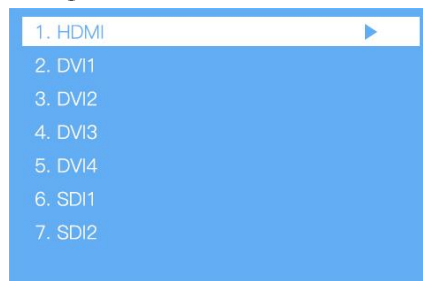 1. HDMI
2. DVI1
3. DVI2
4. DVI3
5. DVI4
6. SDI1
7. SDI2